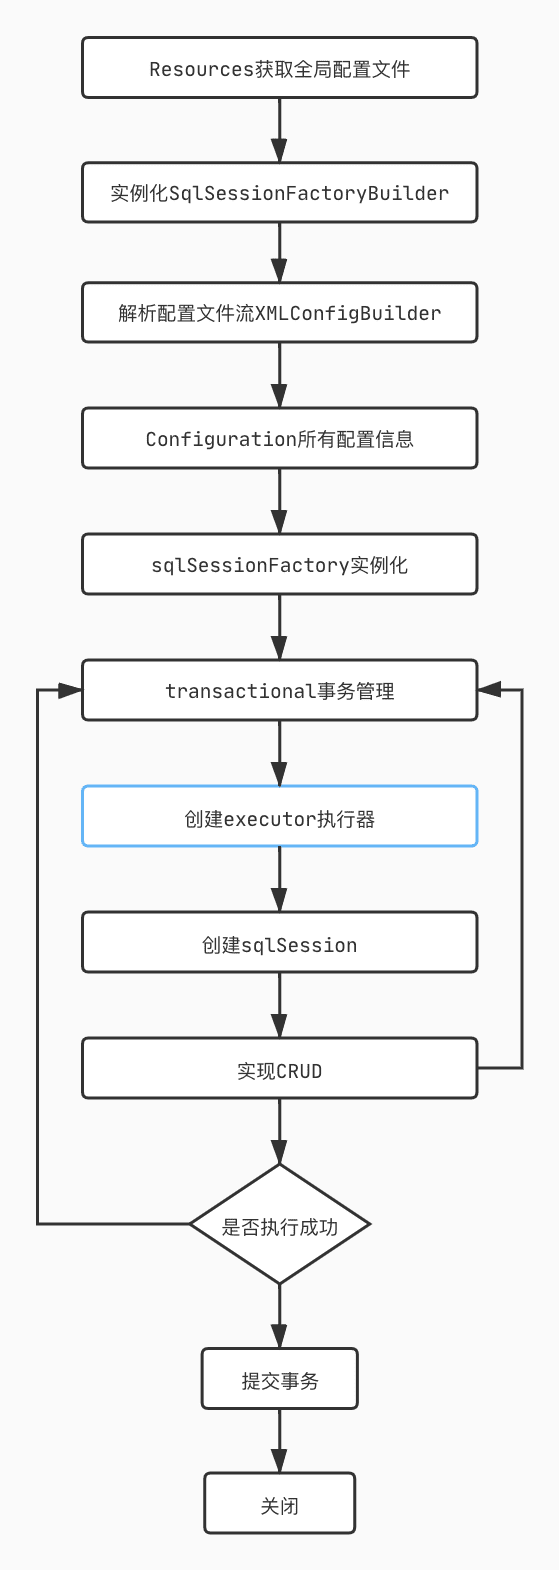 Resources获取全局配置文件
实例化SqlSessionFactoryBuilder
解析配置文件流XMLConfigBuilder
Configuration所有配置信息
sqlSessionFactory实例化
transactional事务管理
创建executor执行器
创建sqlSession
实现CRUD
是否执行成功
提交事务
关闭